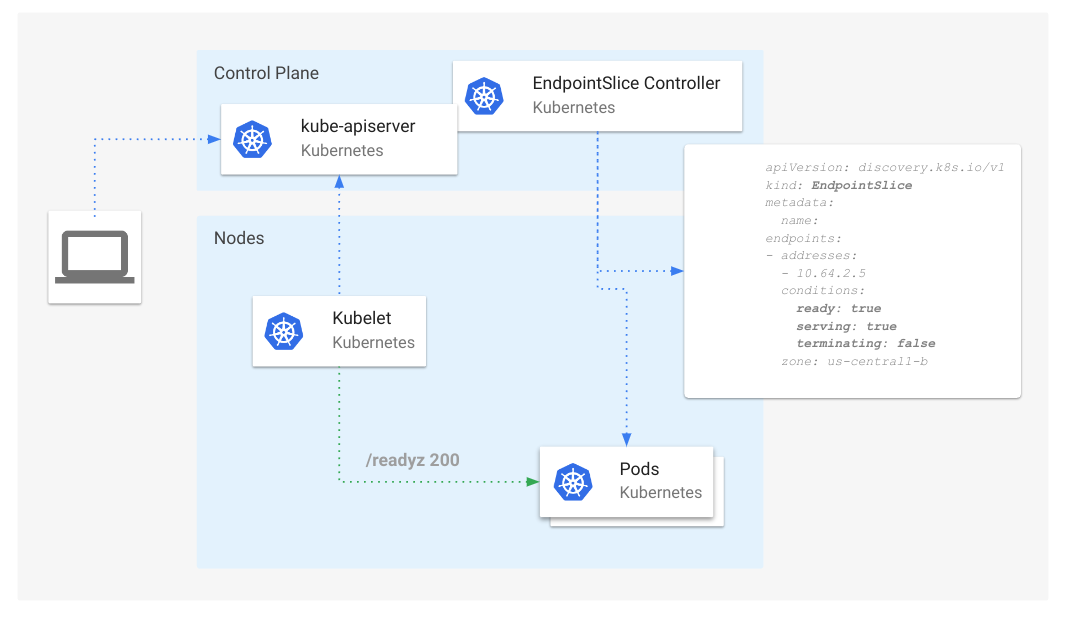 Control Plane
EndpointSlice Controller
Kubernetes
kube-apiserver
Kubernetes
apiVersion: discovery.k8s.io/v1
kind: EndpointSlice
metadata:
name:
endpoints:
- addresses:
- 10.64.2.5
conditions:
ready: true
serving: true
terminating: false
zone: us-central1-b
Nodes
Kubelet
Kubernetes
/readyz 200
Pods
Kubernetes